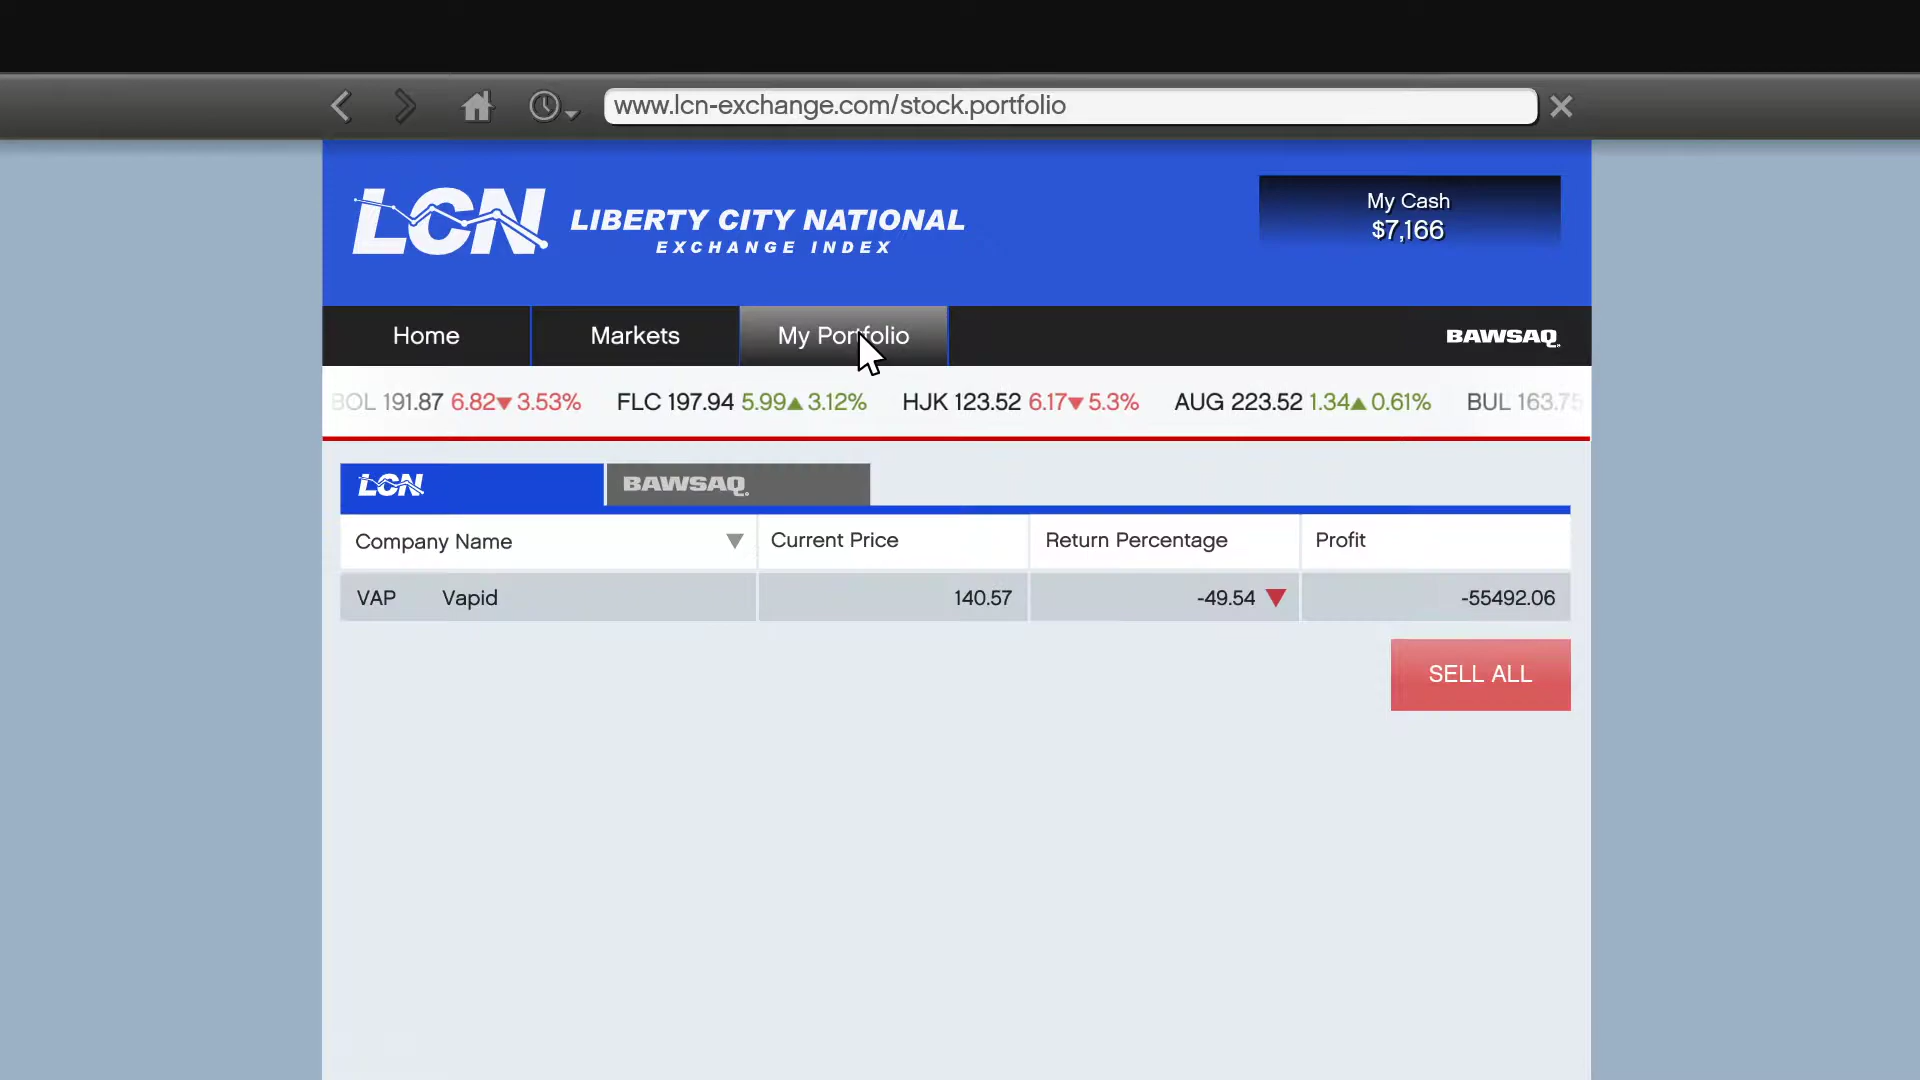 www.lcn-exchange.com/stock.portfolio
LCN LIBERTY CITY NATIONAL
EXCHANGE INDEX
My Cash
$7,166
Home Markets My Portfolio BAWSAQ
BOL 191.87 6.82▼3.53% FLC 197.94 5.99▲3.12% HJK 123.52 6.17▼5.3% AUG 223.52 1.34▲0.61% BUL 163.75
LCN BAWSAQ
Company Name ▼ Current Price Return Percentage Profit
VAP Vapid 140.57 -49.54 ▼ -55492.06
SELL ALL